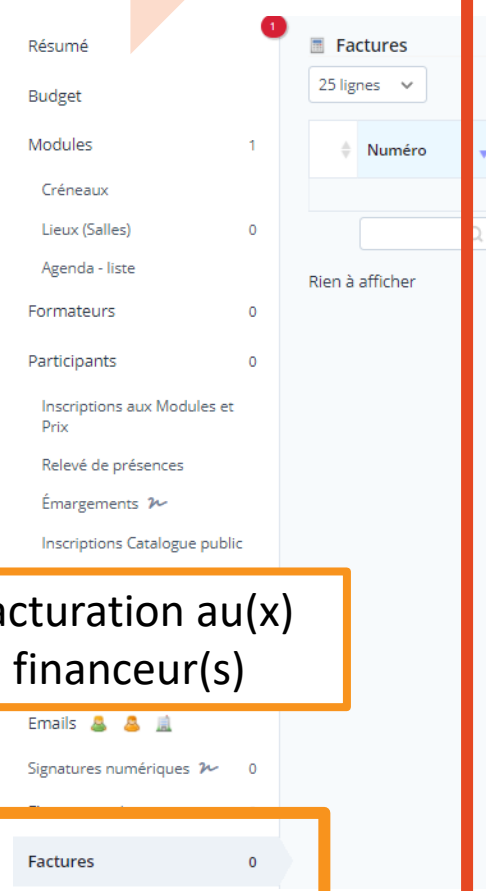 Résumé
1
Budget
Modules 1
Créneaux
Lieux (Salles) 0
Agenda - liste
Formateurs 0
Participants 0
Inscriptions aux Modules et
Prix
Relevé de présences
Émargements
Inscriptions Catalogue public
acturation au(x)
financeur(s)
Emails
Signatures numériques 0
Factures 0
Factures
25 lignes
Numéro
Rien à afficher